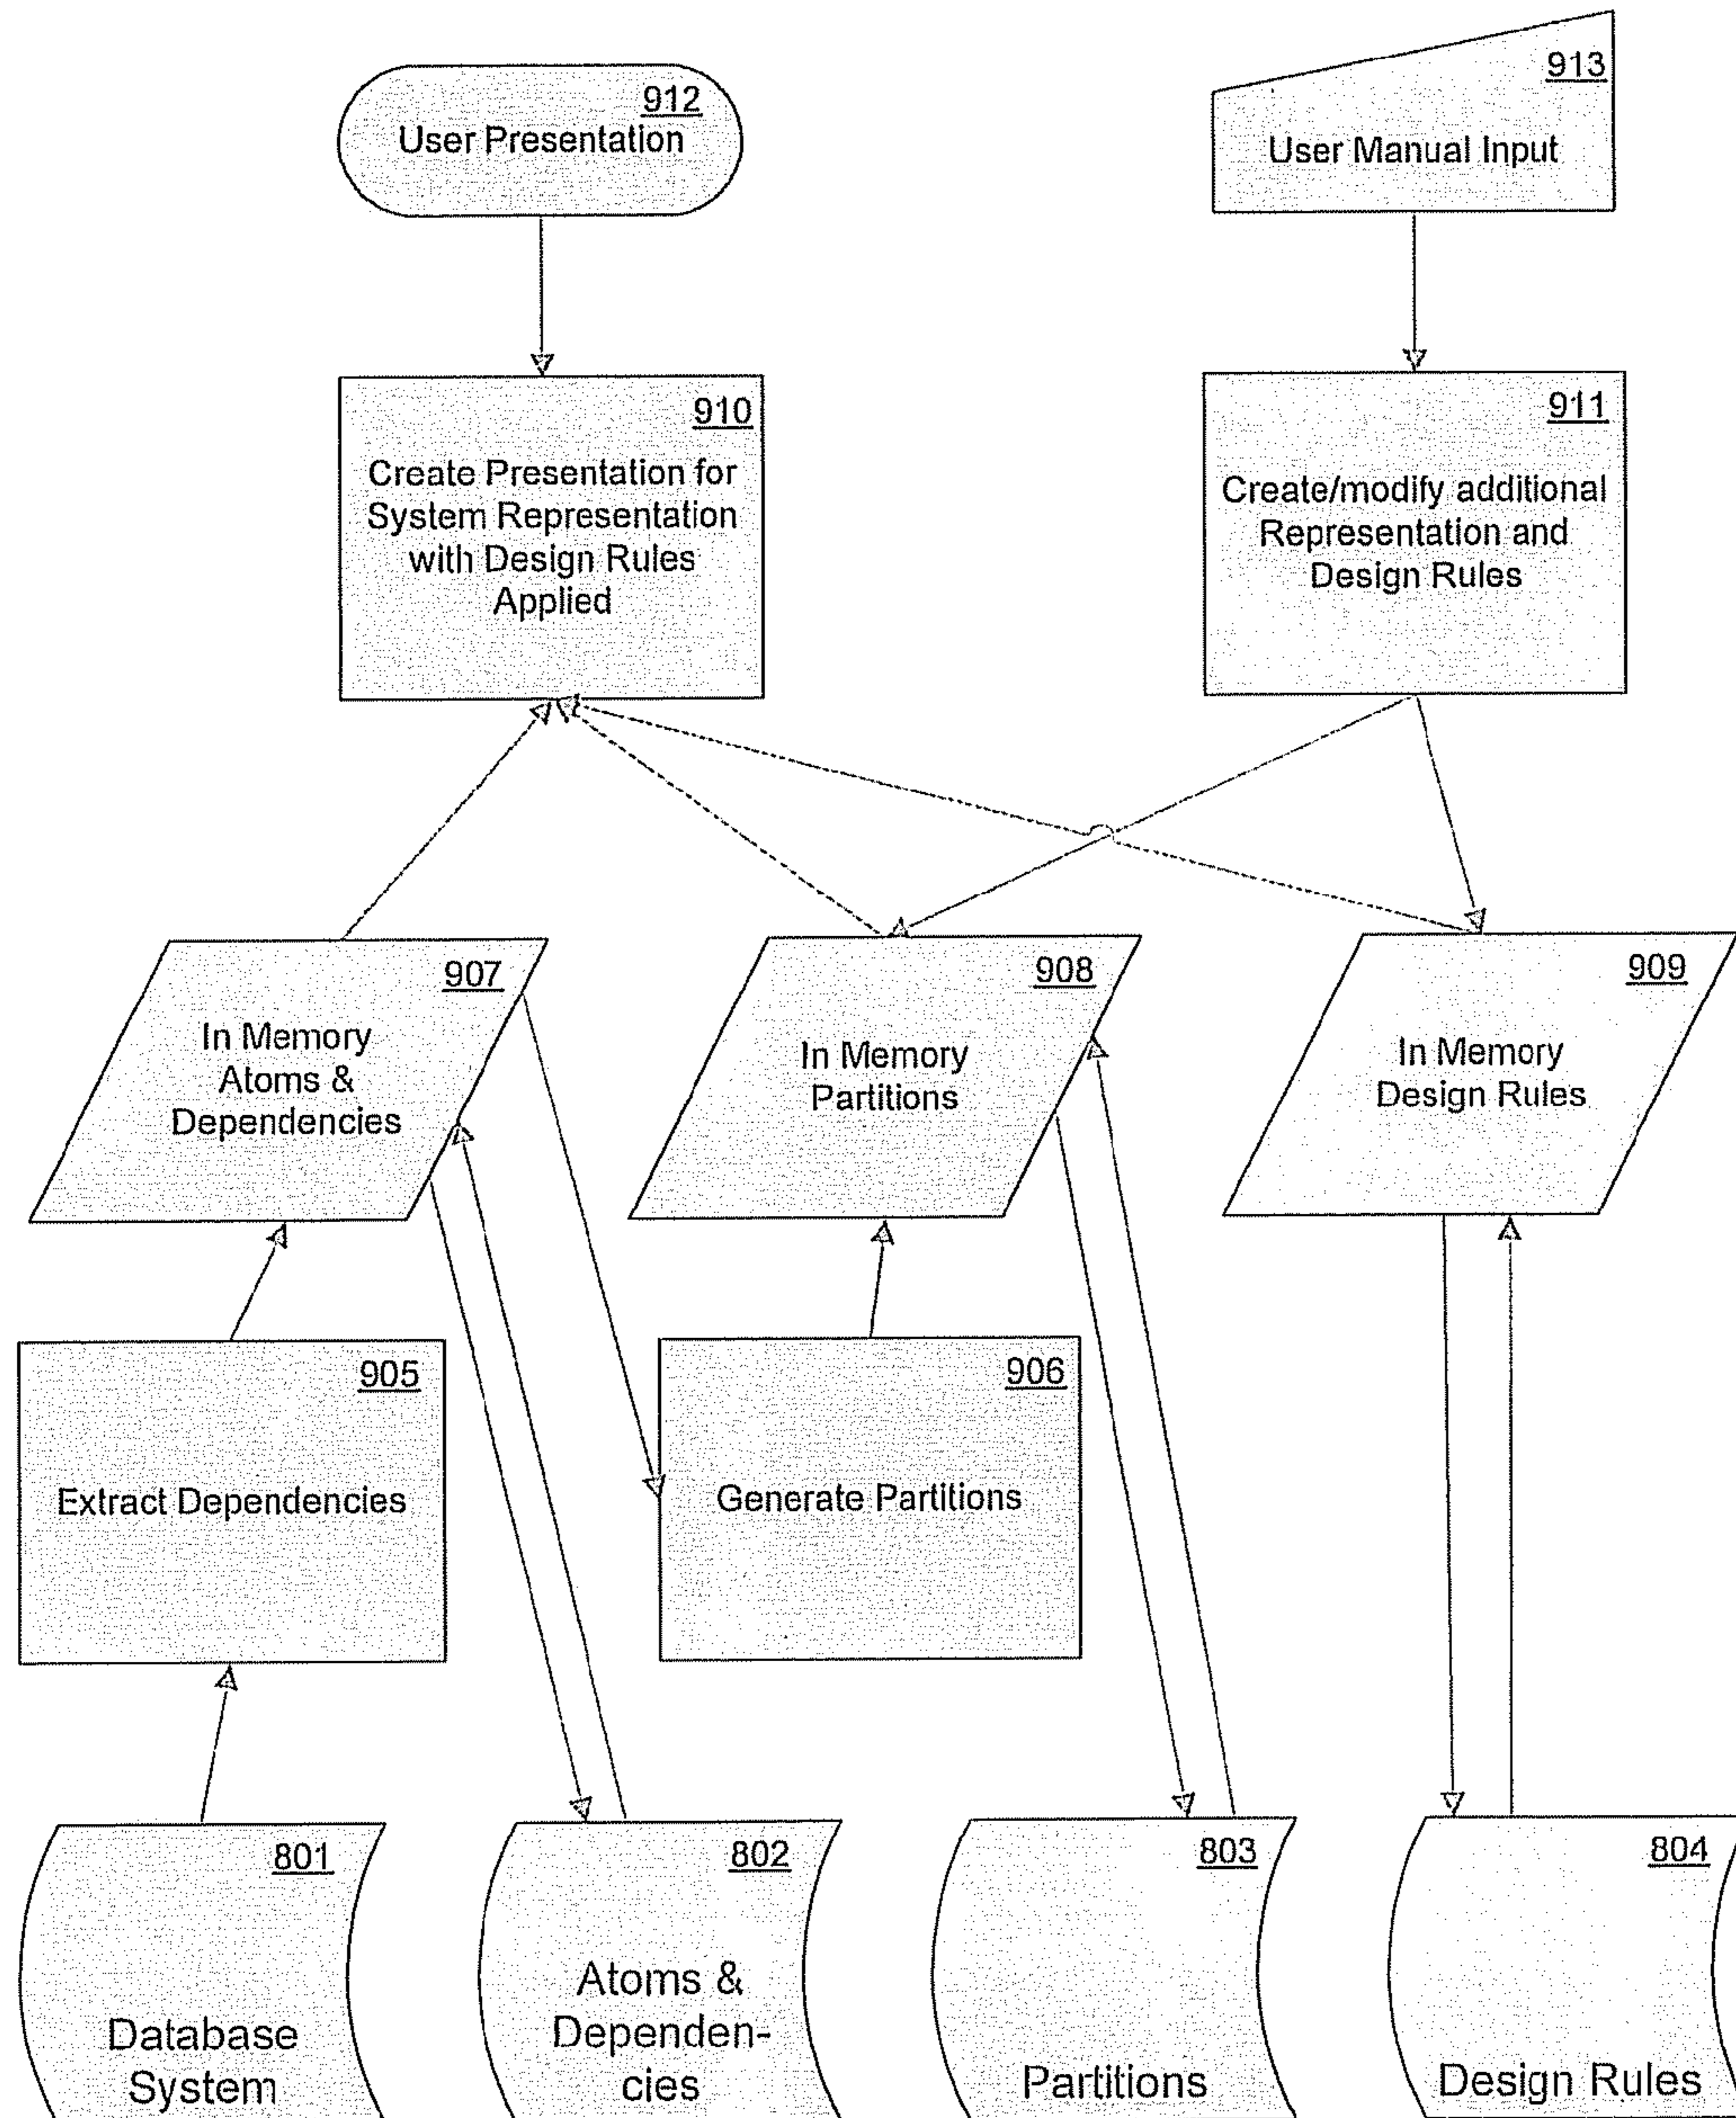 912
User Presentation
913
User Manual Input
910
Create Presentation for
System Representation
with Design Rules
Applied
911
Create/modify additional
Representation and
Design Rules
907
In Memory
Atoms &
Dependencies
908
In Memory
Partitions
909
In Memory
Design Rules
905
Extract Dependencies
906
Generate Partitions
801
Database
System
802
Atoms &
Dependen-
cies
803
Partitions
804
Design Rules